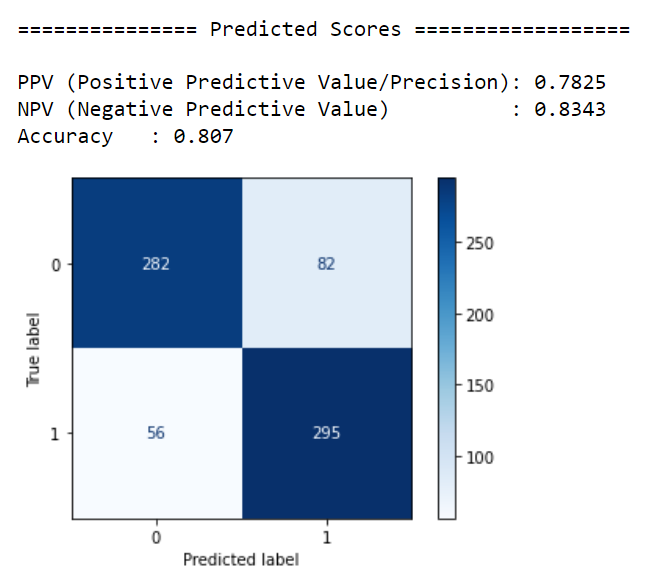 =============== Predicted Scores ==================
PPV (Positive Predictive Value/Precision): 0.7825
NPV (Negative Predictive Value)          : 0.8343
Accuracy   : 0.807
0
282
82
250
200
True label
150
1
56
295
100
0
1
Predicted label